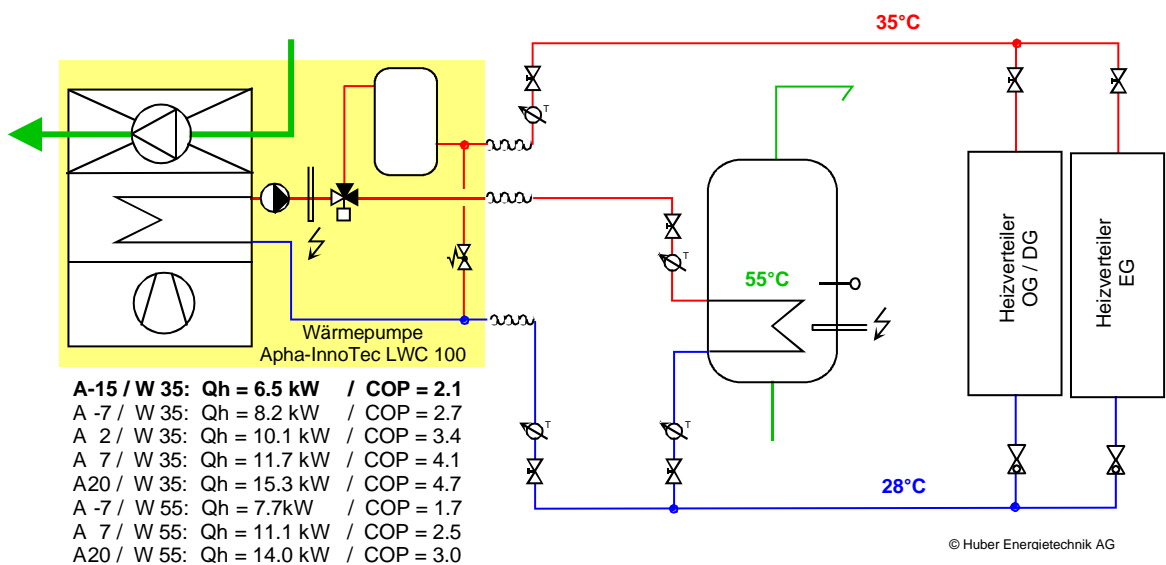 35°C
T
T
T
T
55°C
Heizverteiler
OG / DG
Heizverteiler
EG
Wärmepumpe
Apha-InnoTec LWC 100
A-15 / W 35: Qh = 6.5 kW / COP = 2.1
A -7 / W 35: Qh = 8.2 kW / COP = 2.7
A 2 / W 35: Qh = 10.1 kW / COP = 3.4
A 7 / W 35: Qh = 11.7 kW / COP = 4.1
A20 / W 35: Qh = 15.3 kW / COP = 4.7
A -7 / W 55: Qh = 7.7kW / COP = 1.7
A 7 / W 55: Qh = 11.1 kW / COP = 2.5
A20 / W 55: Qh = 14.0 kW / COP = 3.0
28°C
© Huber Energietechnik AG